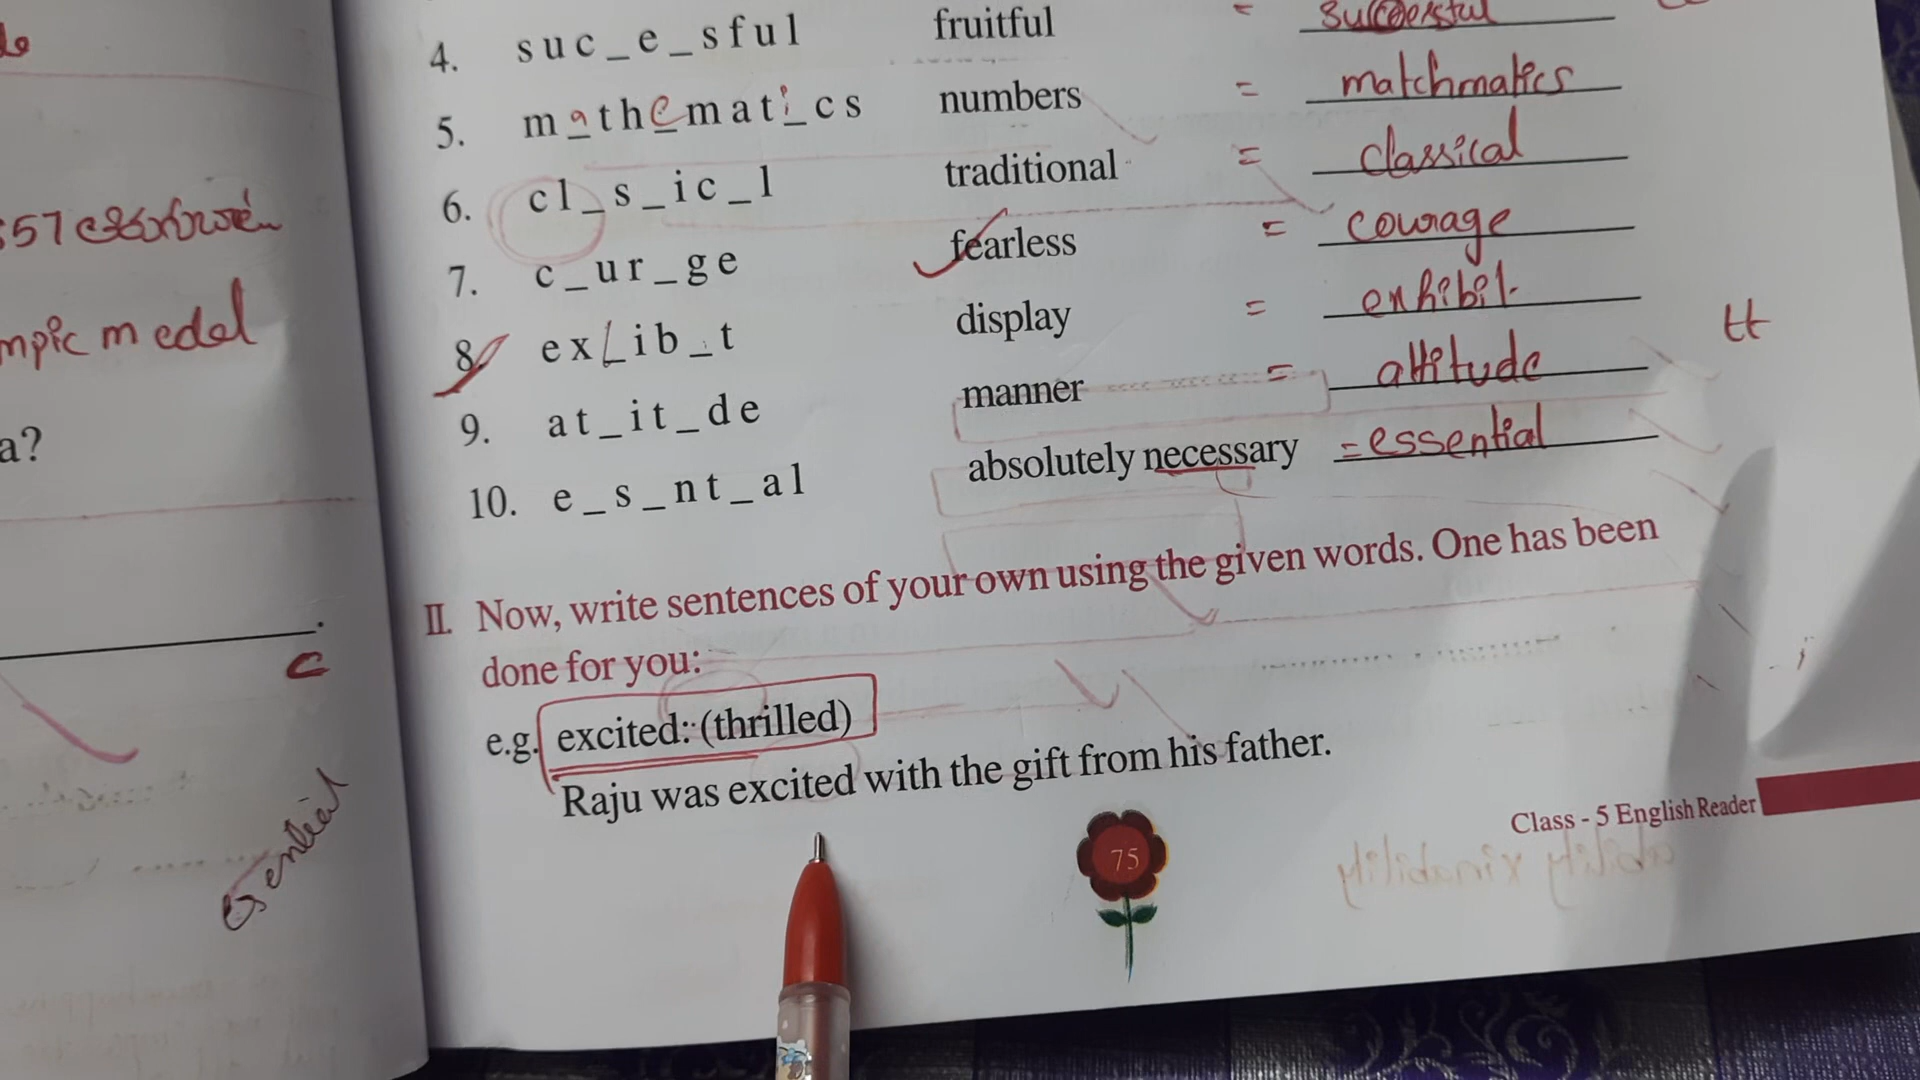 4. suc_e_sful fruitful = successful
5. mathematics numbers = matchmatics
6. cl_s_ic_l traditional = classical
7. c_ur_ge fearless = courage
8. ex_ib_t display = exhibit
9. at_it_de manner = attitude tt
10. e_s_nt_al absolutely necessary = essential
II. Now, write sentences of your own using the given words. One has been
done for you:
e.g. excited: (thrilled)
Raju was excited with the gift from his father.
Class - 5 English Reader
75
medal
a?
c